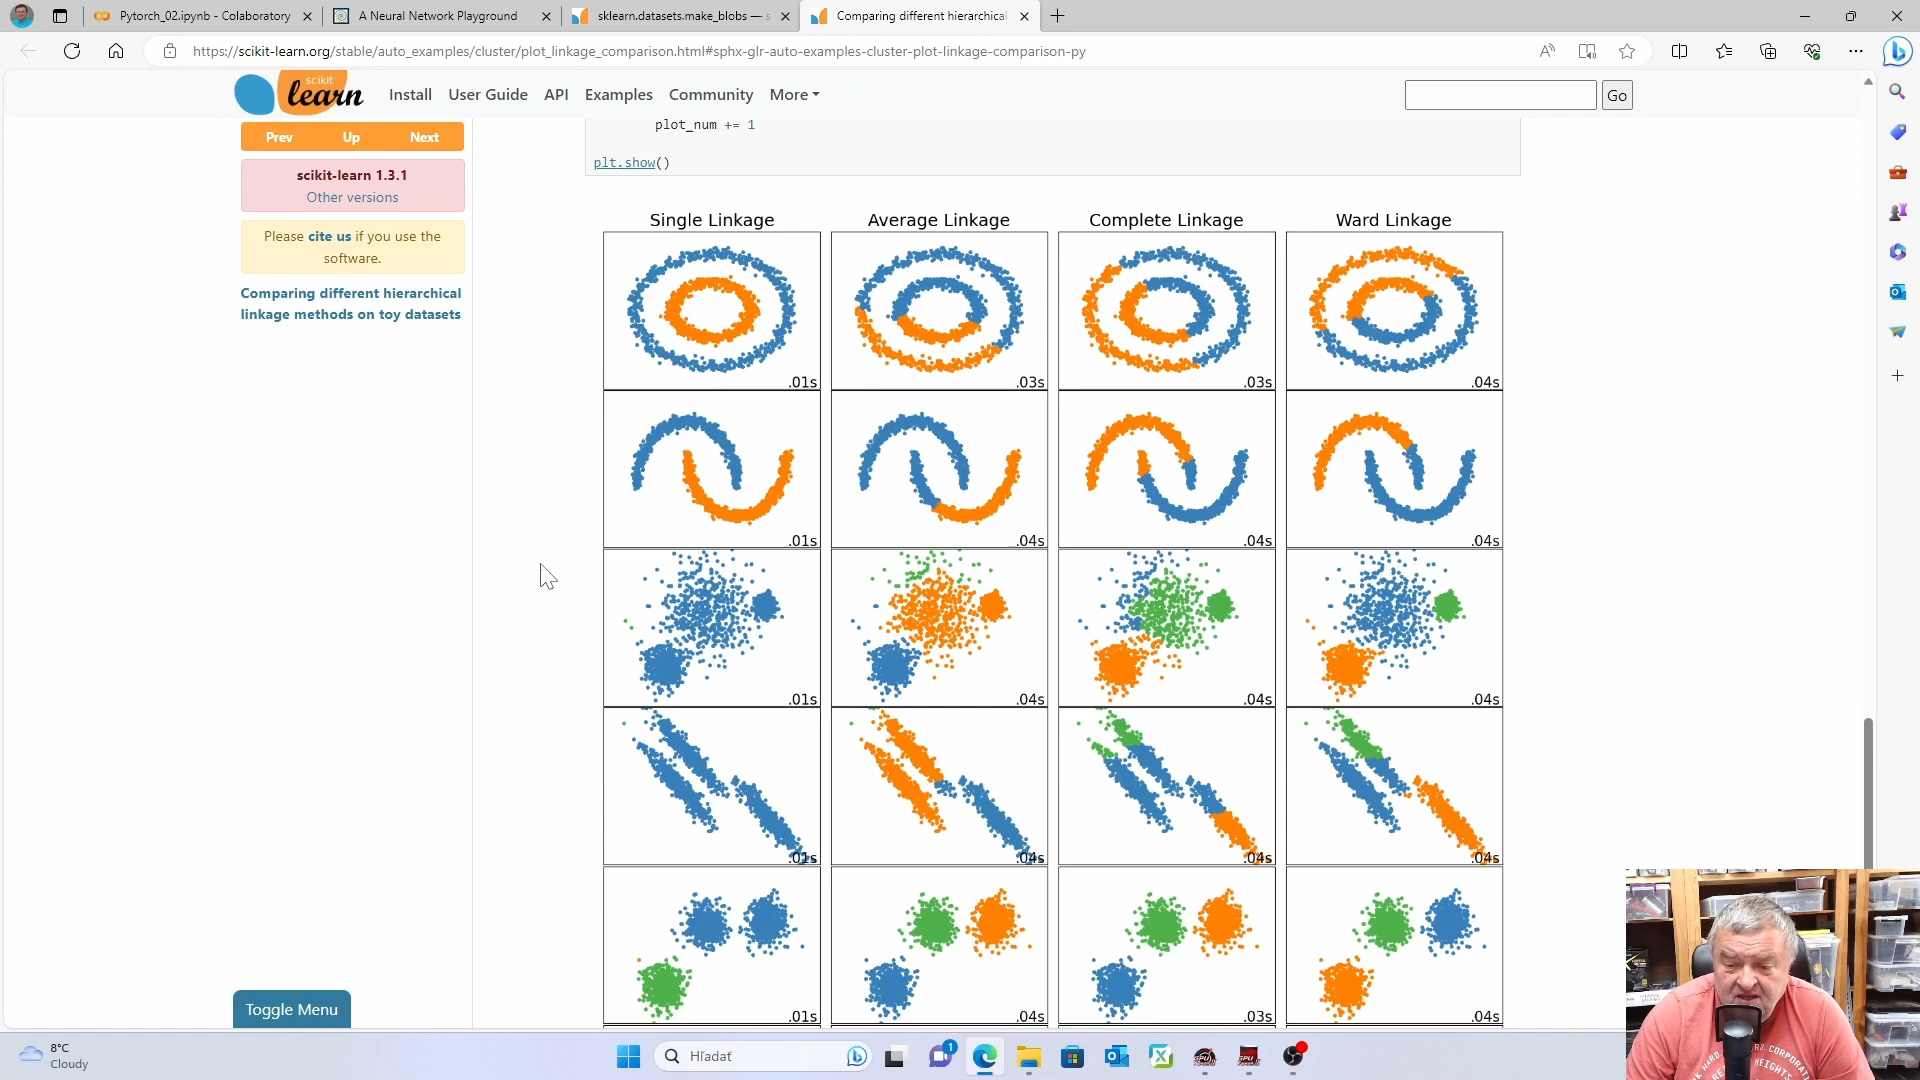 Pytorch_02.ipynb - Colaboratory
A Neural Network Playground
sklearn.datasets.make_blobs — s
Comparing different hierarchical
https://scikit-learn.org/stable/auto_examples/cluster/plot_linkage_comparison.html#sphx-glr-auto-examples-cluster-plot-linkage-comparison-py
scikit
learn
Install User Guide API Examples Community More
Go
Prev Up Next
scikit-learn 1.3.1
Other versions
Please cite us if you use the
software.
Comparing different hierarchical
linkage methods on toy datasets
plot_num += 1
plt.show()
Single Linkage Average Linkage Complete Linkage Ward Linkage
.01s .03s .03s .04s
.01s .04s .04s .04s
.01s .04s .04s .04s
.01s .04s .04s .04s
.01s .04s .03s .04s
Toggle Menu
8°C
Cloudy
Hľadať
1